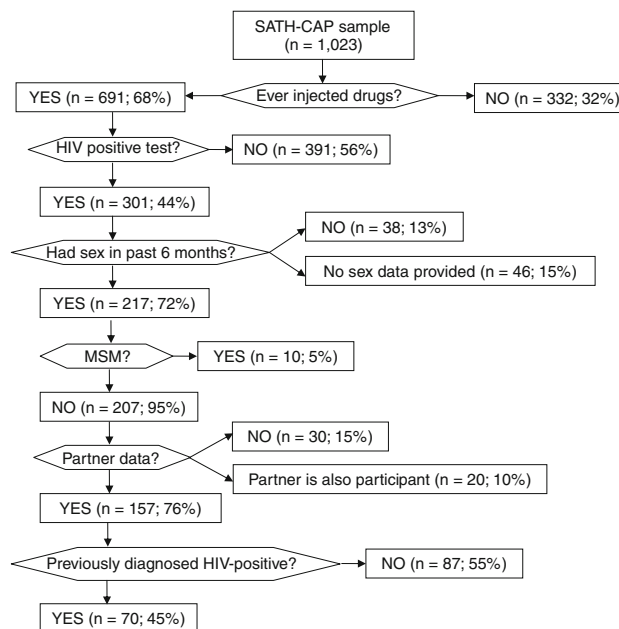 SATH-CAP sample
(n = 1,023)
YES (n = 691; 68%)
Ever injected drugs?
NO (n = 332; 32%)
HIV positive test?
NO (n = 391; 56%)
YES (n = 301; 44%)
NO (n = 38; 13%)
Had sex in past 6 months?
No sex data provided (n = 46; 15%)
YES (n = 217; 72%)
MSM?
YES (n = 10; 5%)
NO (n = 207; 95%)
NO (n = 30; 15%)
Partner data?
Partner is also participant (n = 20; 10%)
YES (n = 157; 76%)
Previously diagnosed HIV-positive?
NO (n = 87; 55%)
YES (n = 70; 45%)